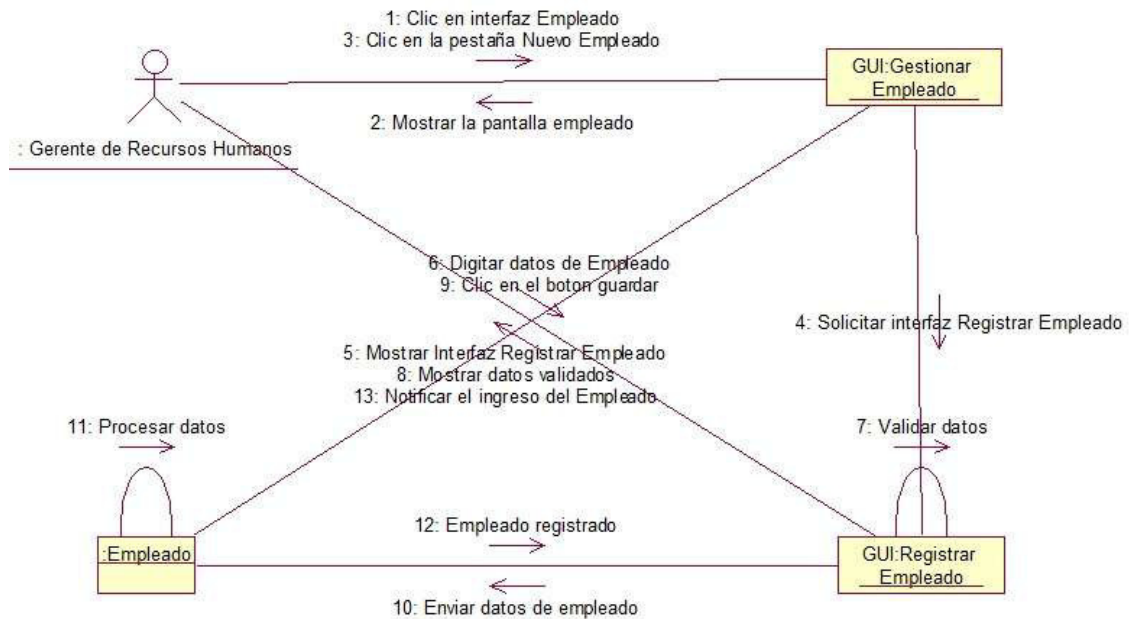 1: Clic en interfaz Empleado
3: Clic en la pestaña Nuevo Empleado
GUI:Gestionar
Empleado
2: Mostrar la pantalla empleado
: Gerente de Recursos Humanos
6: Digitar datos de Empleado
9: Clic en el boton guardar
4: Solicitar interfaz Registrar Empleado
5: Mostrar Interfaz Registrar Empleado
8: Mostrar datos validados
13: Notificar el ingreso del Empleado
11: Procesar datos
7: Validar datos
12: Empleado registrado
:Empleado
GUI:Registrar
Empleado
10: Enviar datos de empleado